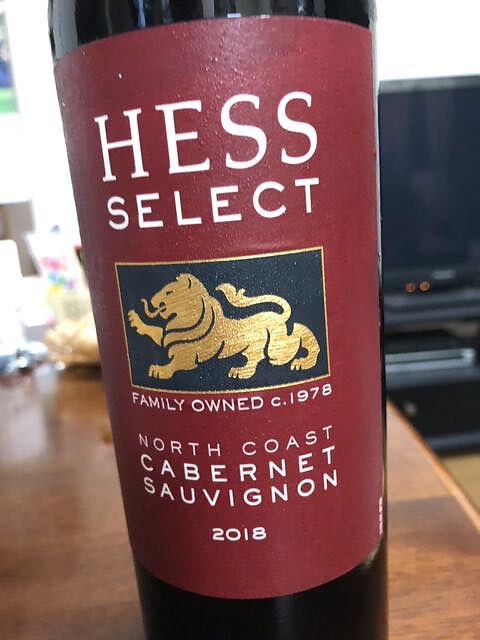 HESS
SELECT
FAMILY OWNED c.1978
NORTH COAST
CABERNET
SAUVIGNON
2018